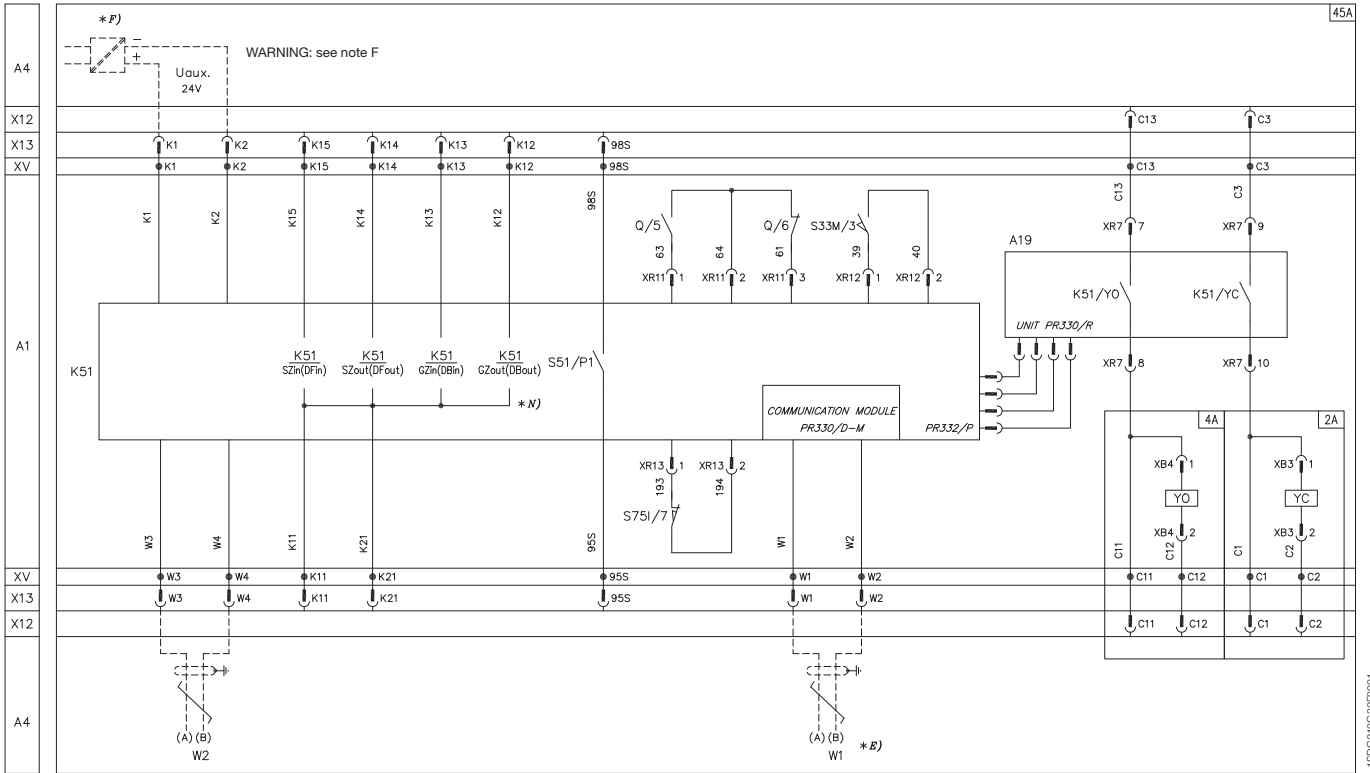 45A
*F)
WARNING: see note F
− +
Uaux.
24V
A4
X12 C13 C3
X13 K1 K2 K15 K14 K13 K12 98S
XV K1 K2 K15 K14 K13 K12 98S C13 C3
K1 K2 K15 K14 K13 K12 98S C13 C3
Q/5 Q/6 S33M/3
63 64 61 39 40
XR11 1 XR11 2 XR11 3 XR12 1 XR12 2
XR7 7 XR7 9
A19
K51/YO K51/YC
UNIT PR330/R
A1
K51
K51 SZin(DFin)
K51 SZout(DFout)
K51 GZin(DBin)
K51 GZout(DBout)
S51/P1
*N)
COMMUNICATION MODULE
PR330/D-M
PR332/P
XR7 8 XR7 10
4A 2A
XR13 1 XR13 2
193 194
S75I/7
XB4 1 XB3 1
YO YC
XB4 2 XB3 2
W3 W4 K11 K21 95S W1 W2 C11 C12 C1 C2
XV W3 W4 K11 K21 95S W1 W2 C11 C12 C1 C2
X13 W3 W4 K11 K21 95S W1 W2
X12 C11 C12 C1 C2
A4
(A) (B)
W2
(A) (B)
W1
*E)